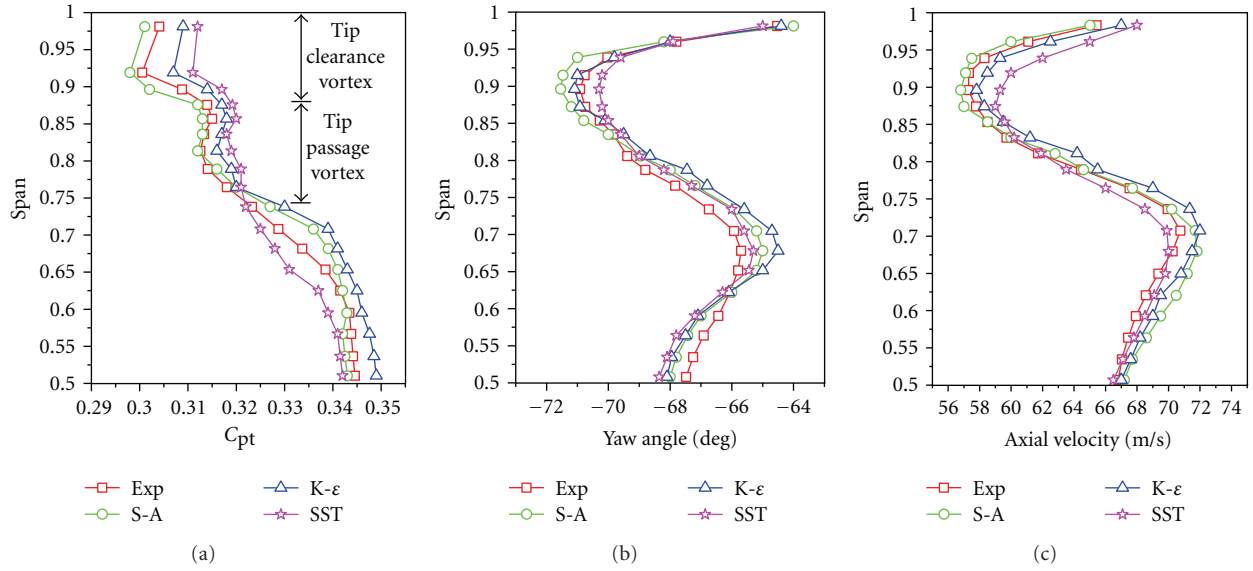 1
0.95
0.9
0.85
0.8
0.75
0.7
0.65
0.6
0.55
0.5
Span
0.29
0.3
0.31
0.32
0.33
0.34
0.35
Cpt
Tip
clearance
vortex
Tip
passage
vortex
Exp
S-A
K-ε
SST
(a)
1
0.95
0.9
0.85
0.8
0.75
0.7
0.65
0.6
0.55
0.5
Span
−72
−70
−68
−66
−64
Yaw angle (deg)
Exp
S-A
K-ε
SST
(b)
1
0.95
0.9
0.85
0.8
0.75
0.7
0.65
0.6
0.55
0.5
Span
56
58
60
62
64
66
68
70
72
74
Axial velocity (m/s)
Exp
S-A
K-ε
SST
(c)